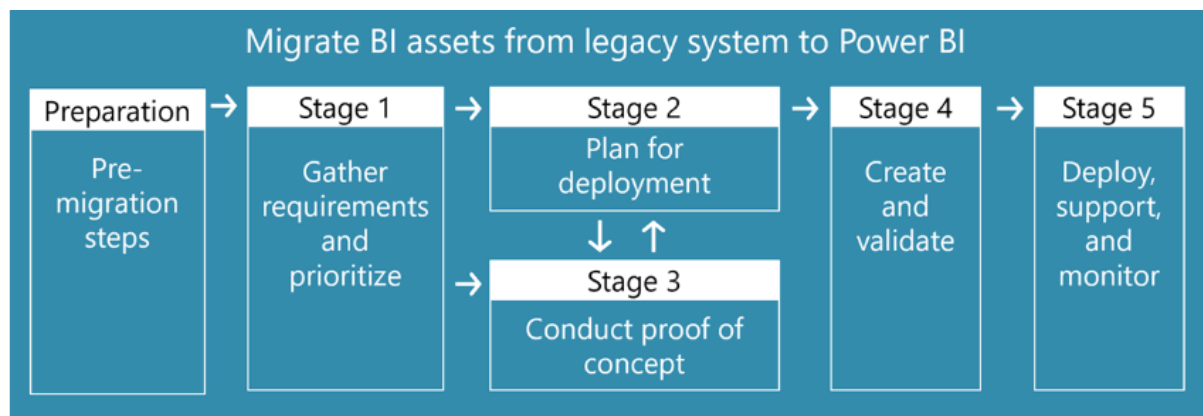 Migrate BI assets from legacy system to Power BI
Preparation
Pre-
migration
steps
Stage 1
Gather
requirements
and
prioritize
Stage 2
Plan for
deployment
Stage 3
Conduct proof of
concept
Stage 4
Create
and
validate
Stage 5
Deploy,
support,
and
monitor